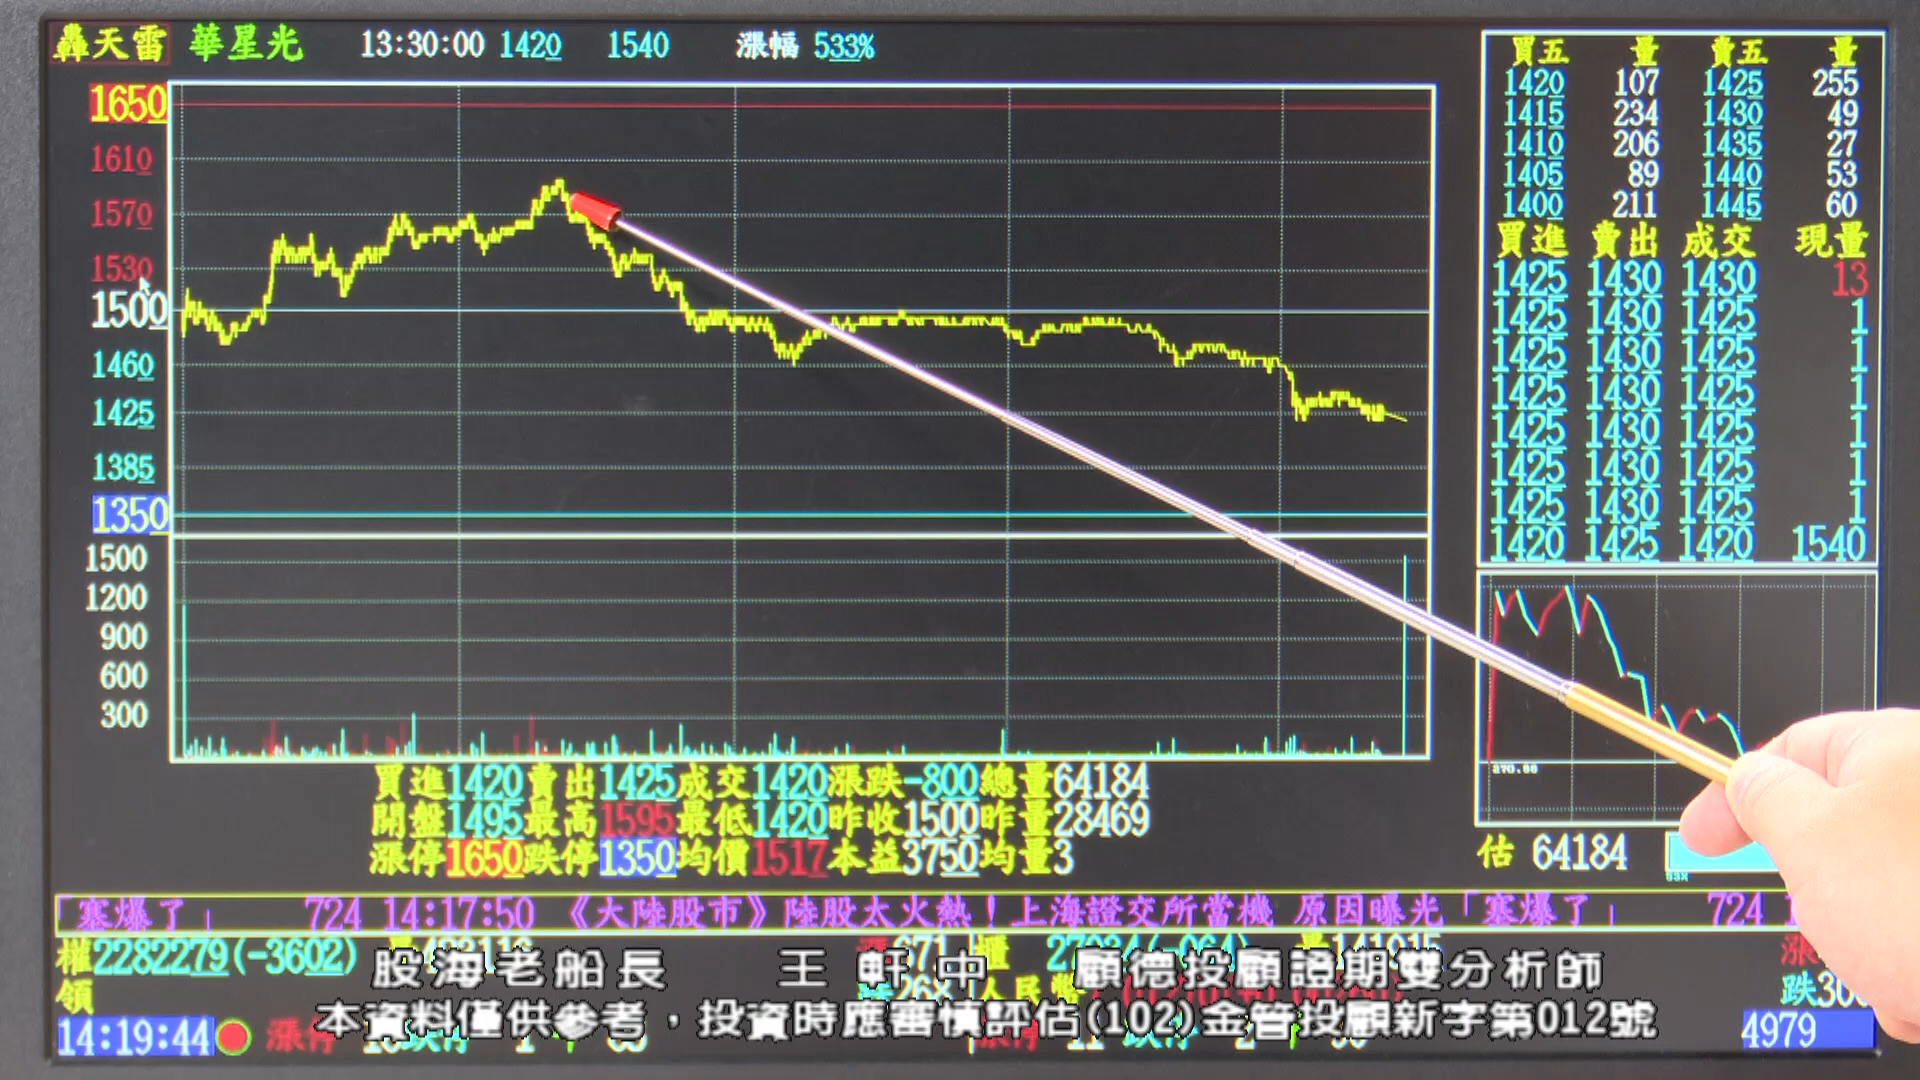 轟天雷 華星光 13:30:00 1420 1540 漲幅 533%
1650
1610
1570
1530
1500
1460
1425
1385
1350
1500
1200
900
600
300
買五 量 賣五 量
1420 107 1425 255
1415 234 1430 49
1410 206 1435 27
1405 89 1440 53
1400 211 1445 60
買進 賣出 成交 現量
1425 1430 1430 13
1425 1430 1425 1
1425 1430 1425 1
1425 1430 1425 1
1425 1430 1425 1
1425 1430 1425 1
1425 1430 1425 1
1420 1425 1420 1540
270.88
估 64184
93%
買進1420賣出1425成交1420漲跌-800總量64184
開盤1495最高1595最低1420昨收1500昨量28469
漲停1650跌停1350均價1517本益3750均量3
「塞爆了」 724 14:17:50 《大陸股市》陸股太火熱！上海證交所當機 原因曝光「塞爆了」 724
權2282279(-3602)
股海老船長 王軒中 顧德投顧證期雙分析師
領
本資料僅供參考，投資時應審慎評估(102)金管投顧新字第012號
14:19:44 4979